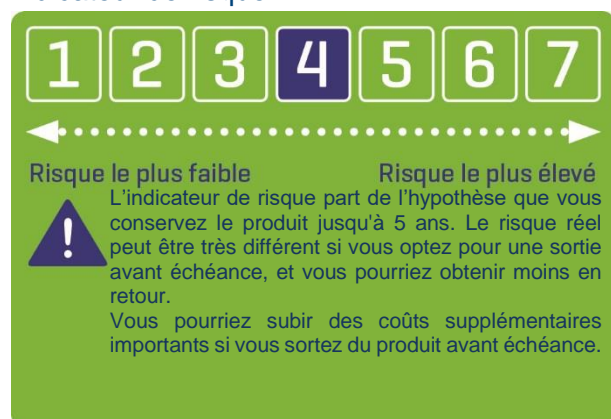 1 2 3 4 5 6 7
Risque le plus faible Risque le plus élevé
L'indicateur de risque part de l'hypothèse que vous
conservez le produit jusqu'à 5 ans. Le risque réel
peut être très différent si vous optez pour une sortie
avant échéance, et vous pourriez obtenir moins en
retour.
Vous pourriez subir des coûts supplémentaires
importants si vous sortez du produit avant échéance.